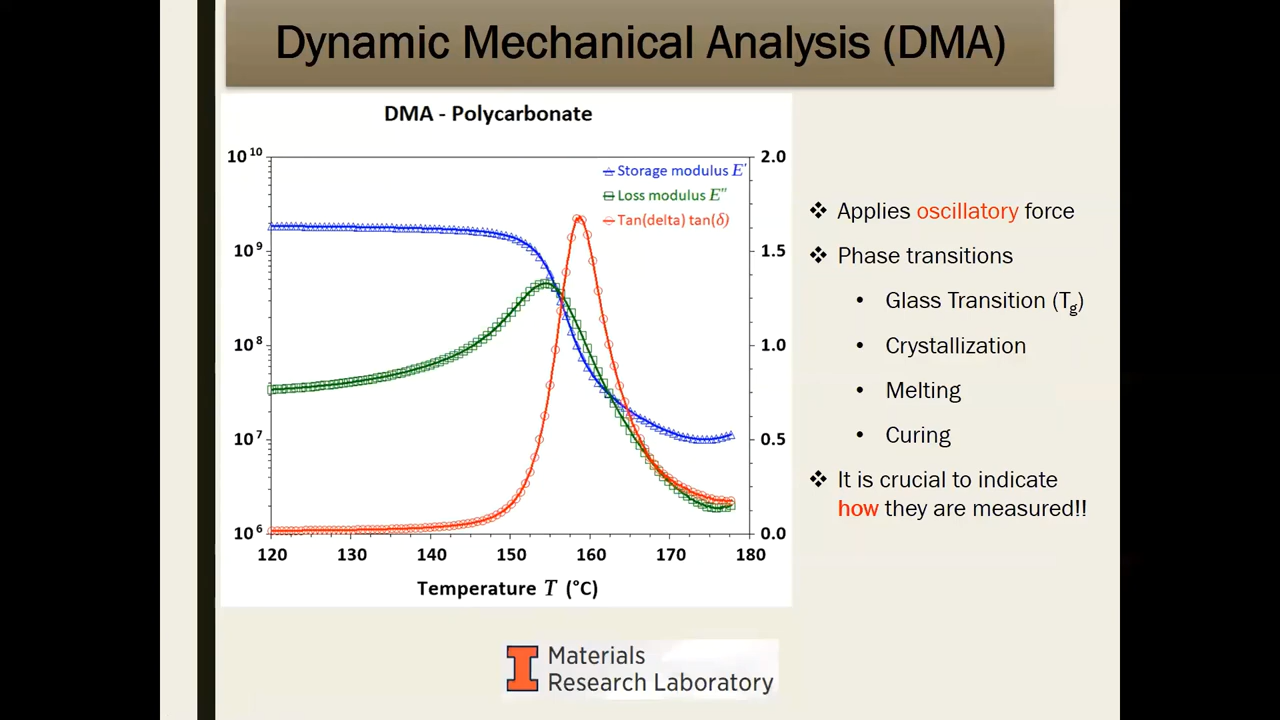 Dynamic Mechanical Analysis (DMA)
DMA - Polycarbonate
10^10
10^9
10^8
10^7
10^6
2.0
1.5
1.0
0.5
0.0
Storage modulus E'
Loss modulus E"
Tan(delta) tan(δ)
120 130 140 150 160 170 180
Temperature T (°C)
❖ Applies oscillatory force
❖ Phase transitions
• Glass Transition (Tg)
• Crystallization
• Melting
• Curing
❖ It is crucial to indicate
how they are measured!!
I
Materials
Research Laboratory